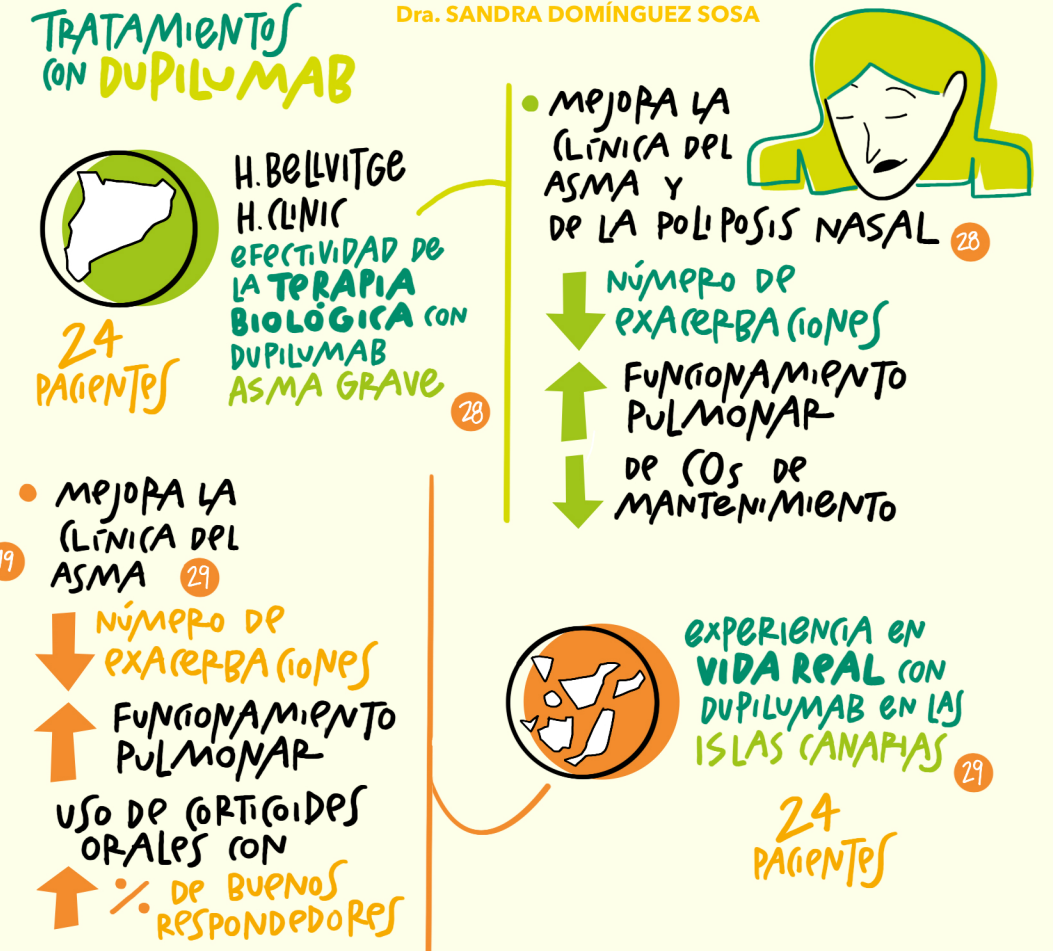 Dra. SANDRA DOMÍNGUEZ SOSA
TRATAMIENTOS
CON DUPILUMAB
H. BELLVITGE
H. CLINIC
EFECTIVIDAD DE
LA TERAPIA
BIOLÓGICA CON
DUPILUMAB
ASMA GRAVE
28
24
PACIENTES
MEJORA LA
CLÍNICA DEL
ASMA Y
DE LA POLIPOSIS NASAL
28
NÚMERO DE
EXACERBACIONES
FUNCIONAMIENTO
PULMONAR
DE COs DE
MANTENIMIENTO
MEJORA LA
CLÍNICA DEL
ASMA 29
NÚMERO DE
EXACERBACIONES
FUNCIONAMIENTO
PULMONAR
USO DE CORTICOIDES
ORALES CON
% DE BUENOS
RESPONDEDORES
EXPERIENCIA EN
VIDA REAL CON
DUPILUMAB EN LAS
ISLAS CANARIAS
29
24
PACIENTES